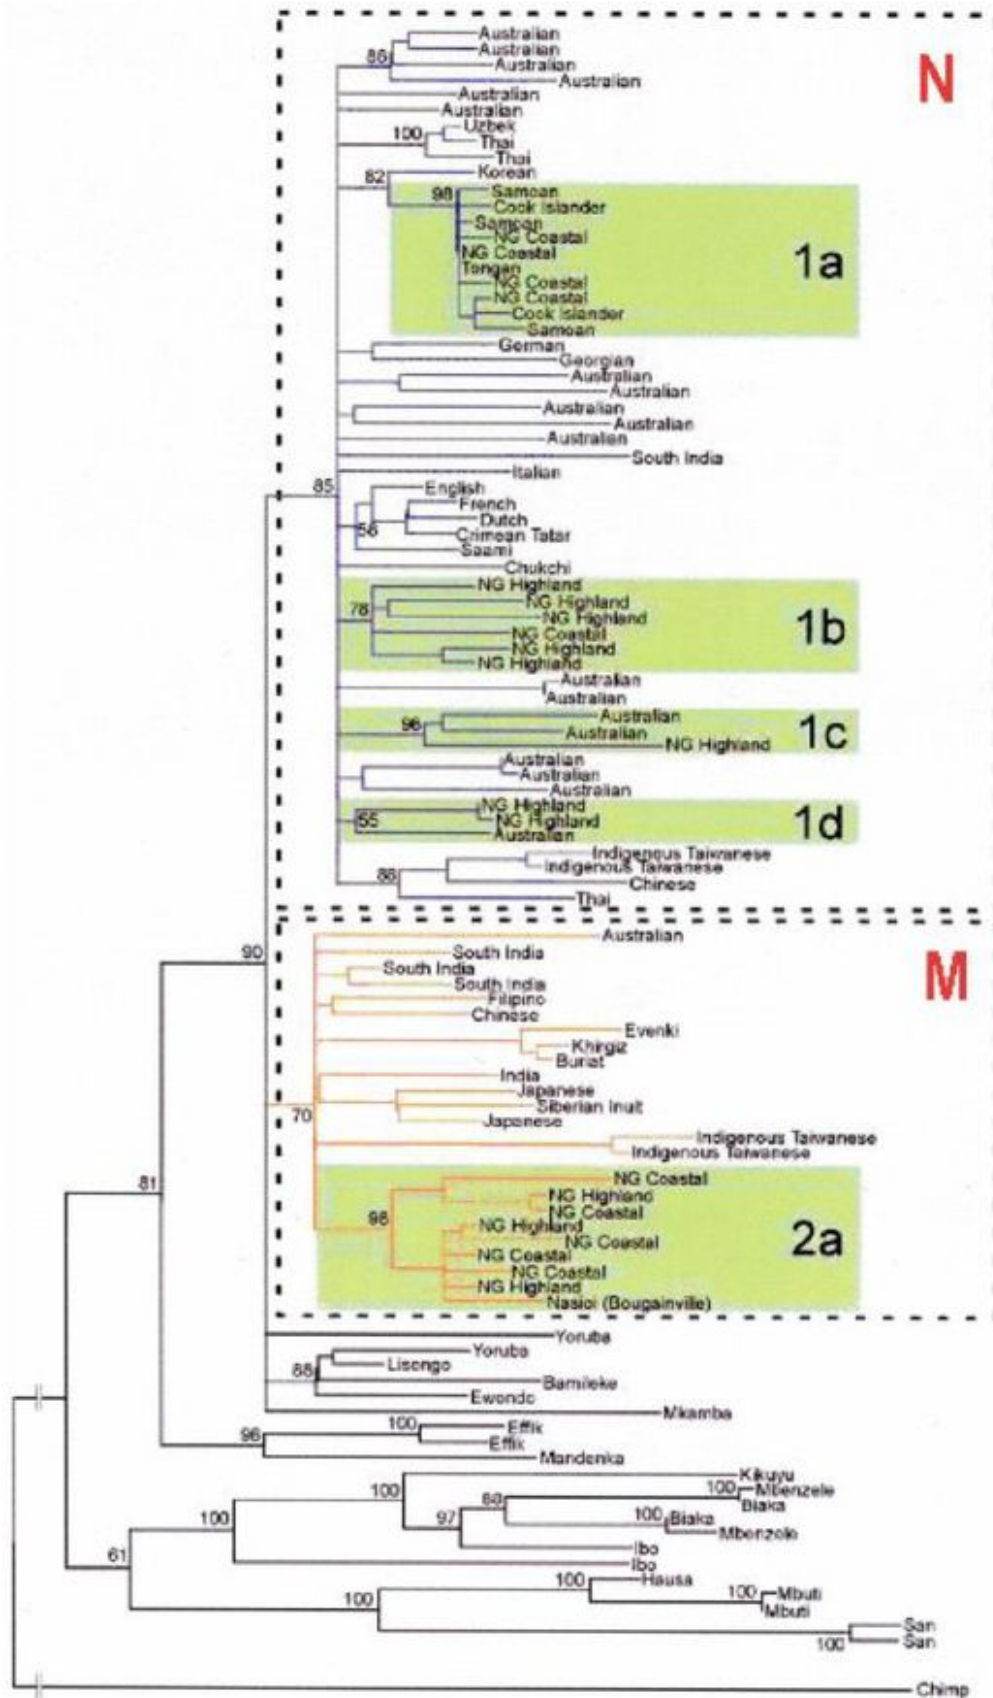 Australian
Australian
86
Australian
Australian
N
Australian
Australian
Uzbek
100
Thai
Thai
82
Korean
98
Samoan
Cook Islander
Samoan
NG Coastal
NG Coastal
1a
Tongan
NG Coastal
NG Coastal
Cook Islander
Samoan
German
Georgian
Australian
Australian
Australian
Australian
Australian
South India
Italian
85
English
French
Dutch
56
Crimean Tatar
Saami
Chukchi
NG Highland
NG Highland
78
NG Highland
1b
NG Coastal
NG Highland
NG Highland
Australian
Australian
Australian
96
Australian
1c
NG Highland
Australian
Australian
Australian
NG Highland
55
NG Highland
1d
Australian
Indigenous Taiwanese
Indigenous Taiwanese
88
Chinese
Thai
Australian
90
South India
South India
M
South India
Filipino
Chinese
Evenki
Khirgiz
Buriat
India
Japanese
70
Siberian Inuit
Japanese
Indigenous Taiwanese
Indigenous Taiwanese
81
NG Coastal
NG Highland
98
NG Coastal
NG Highland
NG Coastal
2a
NG Coastal
NG Coastal
NG Highland
Nasioi (Bougainville)
Yoruba
Yoruba
88
Lisongo
Bamileke
Ewondo
Mkamba
100
Effik
96
Effik
Mandenka
Kikuyu
100
100
Mbenzele
88
Biaka
100
97
100
Biaka
Mbenzele
Ibo
61
Ibo
100
Hausa
100
100
Mbuti
Mbuti
San
100
San
Chimp